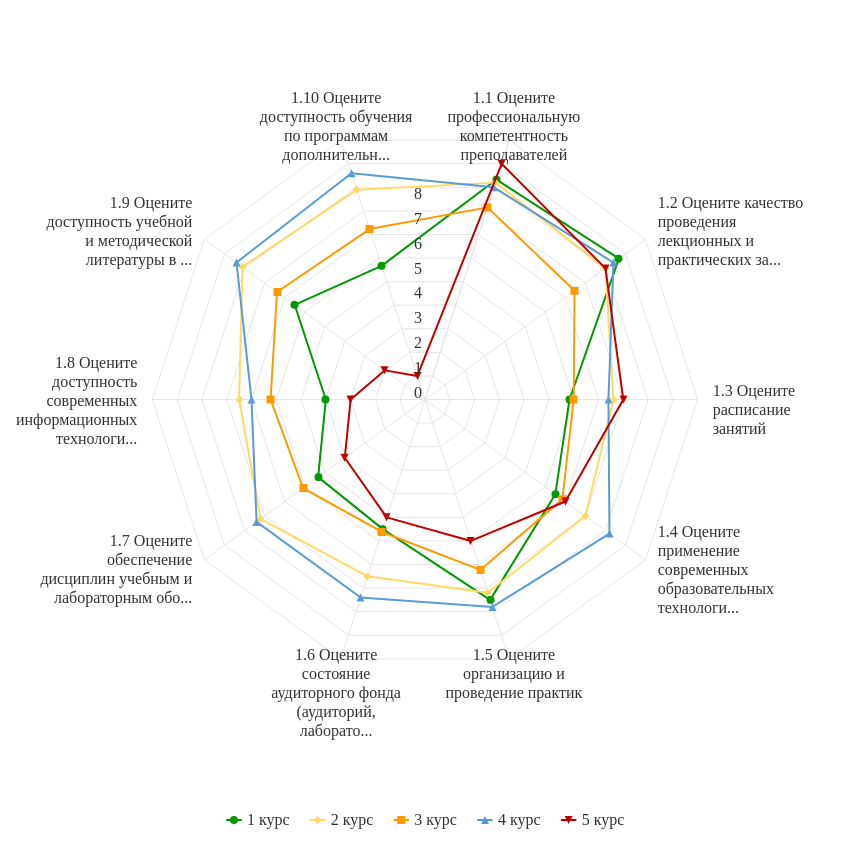 1.10 Оцените
доступность обучения
по программам
дополнительн...
1.1 Оцените
профессиональную
компетентность
преподавателей
1.9 Оцените
доступность учебной
и методической
литературы в ...
1.2 Оцените качество
проведения
лекционных и
практических за...
8
7
6
5
4
3
2
1
0
1.8 Оцените
доступность
современных
информационных
технологи...
1.3 Оцените
расписание
занятий
1.7 Оцените
обеспечение
дисциплин учебным и
лабораторным обо...
1.4 Оцените
применение
современных
образовательных
технологи...
1.6 Оцените
состояние
аудиторного фонда
(аудиторий,
лаборато...
1.5 Оцените
организацию и
проведение практик
1 курс 2 курс 3 курс 4 курс 5 курс